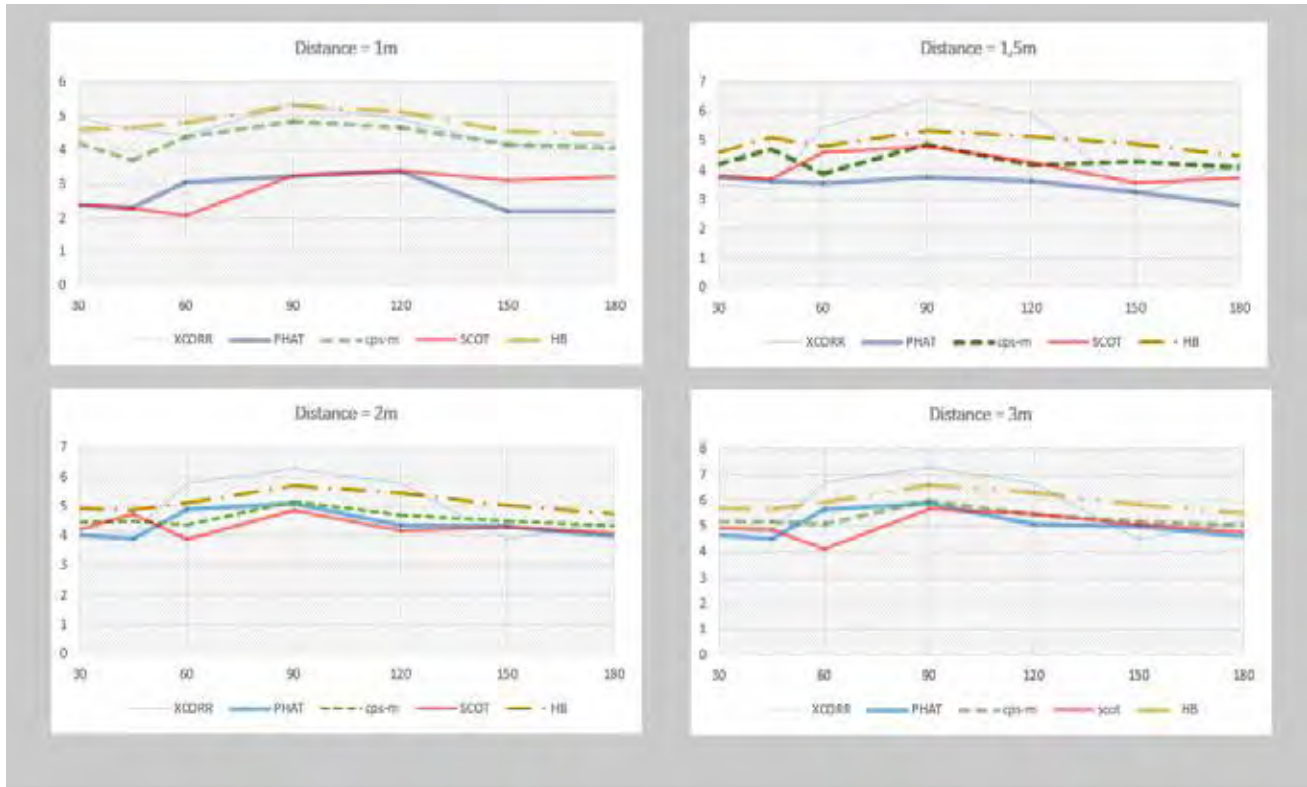 Distance = 1m
6
5
4
3
2
1
0
30 60 90 120 150 180
XCORR PHAT cps-m SCOT HB
Distance = 1,5m
7
6
5
4
3
2
1
0
30 60 90 120 150 180
XCORR PHAT cps-m SCOT HB
Distance = 2m
7
6
5
4
3
2
1
0
30 60 90 120 150 180
XCORR PHAT cps-m SCOT HB
Distance = 3m
8
7
6
5
4
3
2
1
0
30 60 90 120 150 180
XCORR PHAT cps-m scot HB